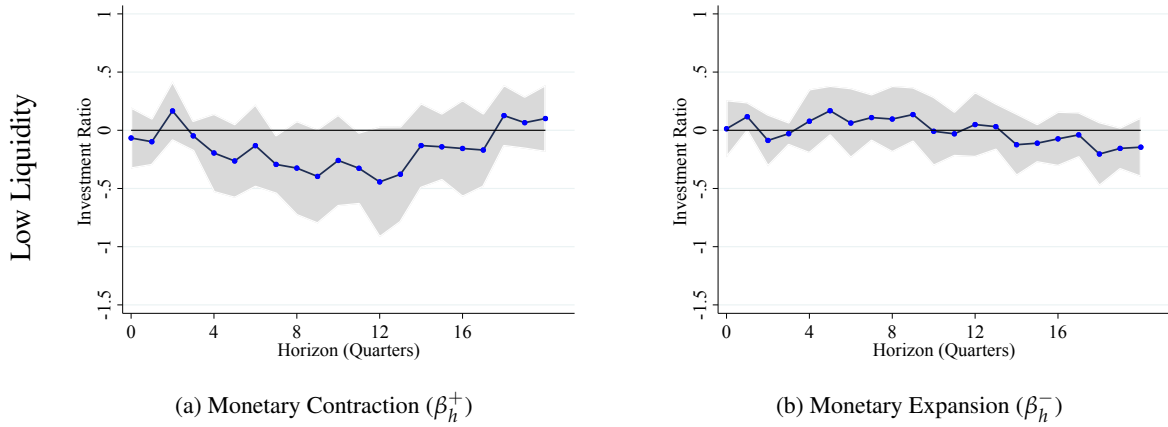 Low Liquidity
Investment Ratio
1
.5
0
-.5
-1
-1.5
0 4 8 12 16
Horizon (Quarters)
(a) Monetary Contraction (β_h^+)
Investment Ratio
1
.5
0
-.5
-1
-1.5
0 4 8 12 16
Horizon (Quarters)
(b) Monetary Expansion (β_h^-)